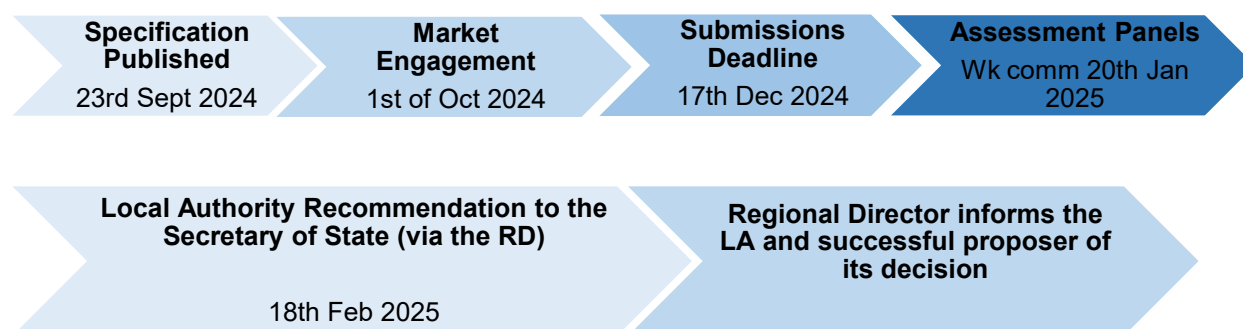 Specification
Published
23rd Sept 2024
Market
Engagement
1st of Oct 2024
Submissions
Deadline
17th Dec 2024
Assessment Panels
Wk comm 20th Jan
2025
Local Authority Recommendation to the
Secretary of State (via the RD)
18th Feb 2025
Regional Director informs the
LA and successful proposer of
its decision